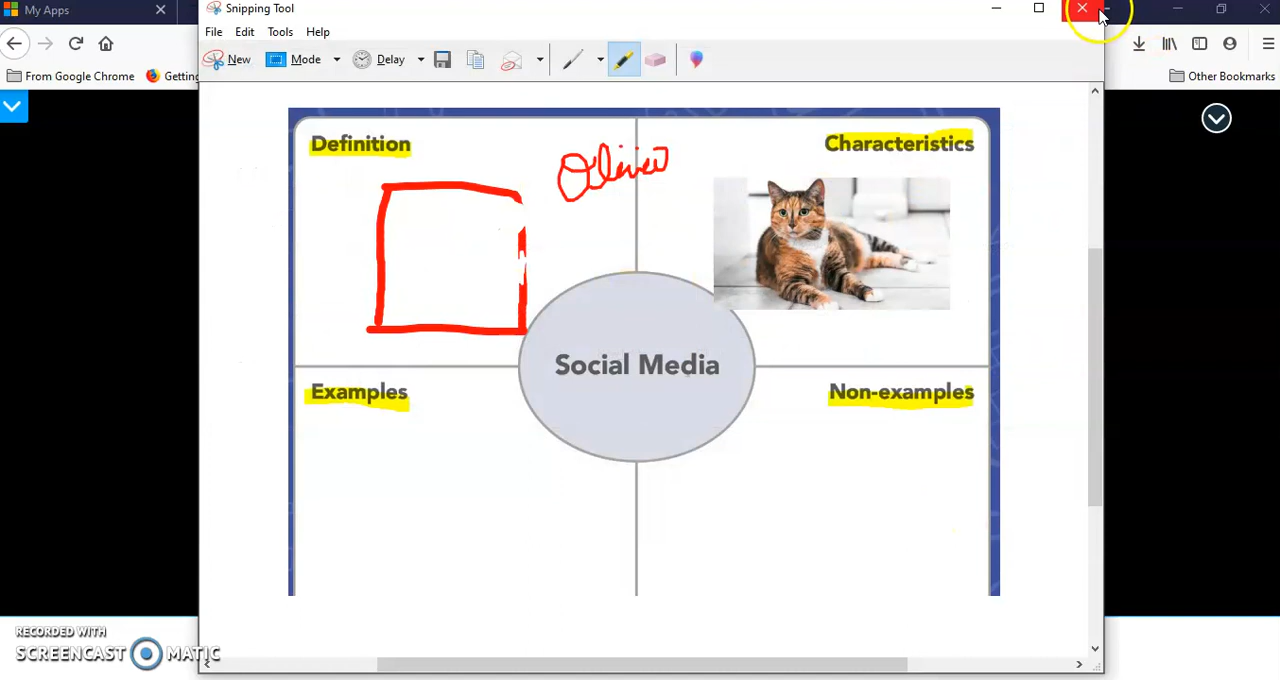 My Apps
Snipping Tool
File Edit Tools Help
New Mode Delay
From Google Chrome
Getting
Other Bookmarks
Definition
Characteristics
Social Media
Examples
Non-examples
RECORDED WITH
SCREENCAST MATIC